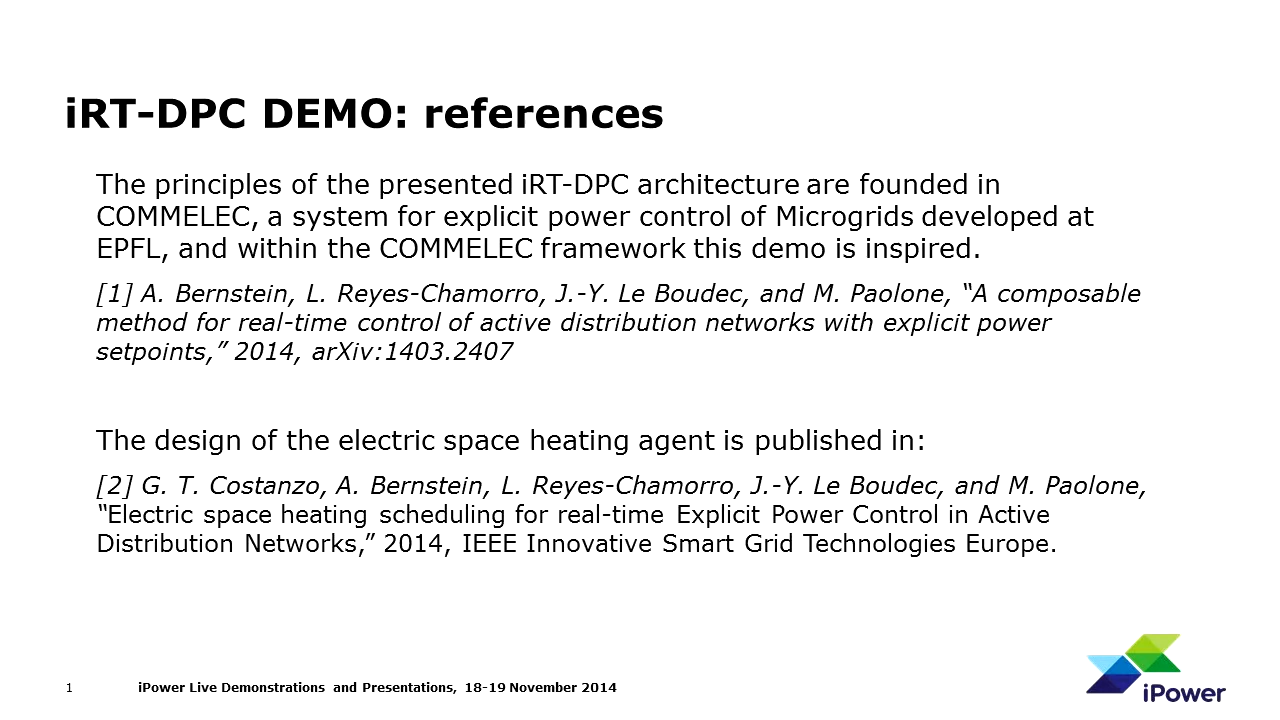 iRT-DPC DEMO: references
The principles of the presented iRT-DPC architecture are founded in
COMMELEC, a system for explicit power control of Microgrids developed at
EPFL, and within the COMMELEC framework this demo is inspired.
[1] A. Bernstein, L. Reyes-Chamorro, J.-Y. Le Boudec, and M. Paolone, “A composable
method for real-time control of active distribution networks with explicit power
setpoints,” 2014, arXiv:1403.2407
The design of the electric space heating agent is published in:
[2] G. T. Costanzo, A. Bernstein, L. Reyes-Chamorro, J.-Y. Le Boudec, and M. Paolone,
“Electric space heating scheduling for real-time Explicit Power Control in Active
Distribution Networks,” 2014, IEEE Innovative Smart Grid Technologies Europe.
1 iPower Live Demonstrations and Presentations, 18-19 November 2014
iPower